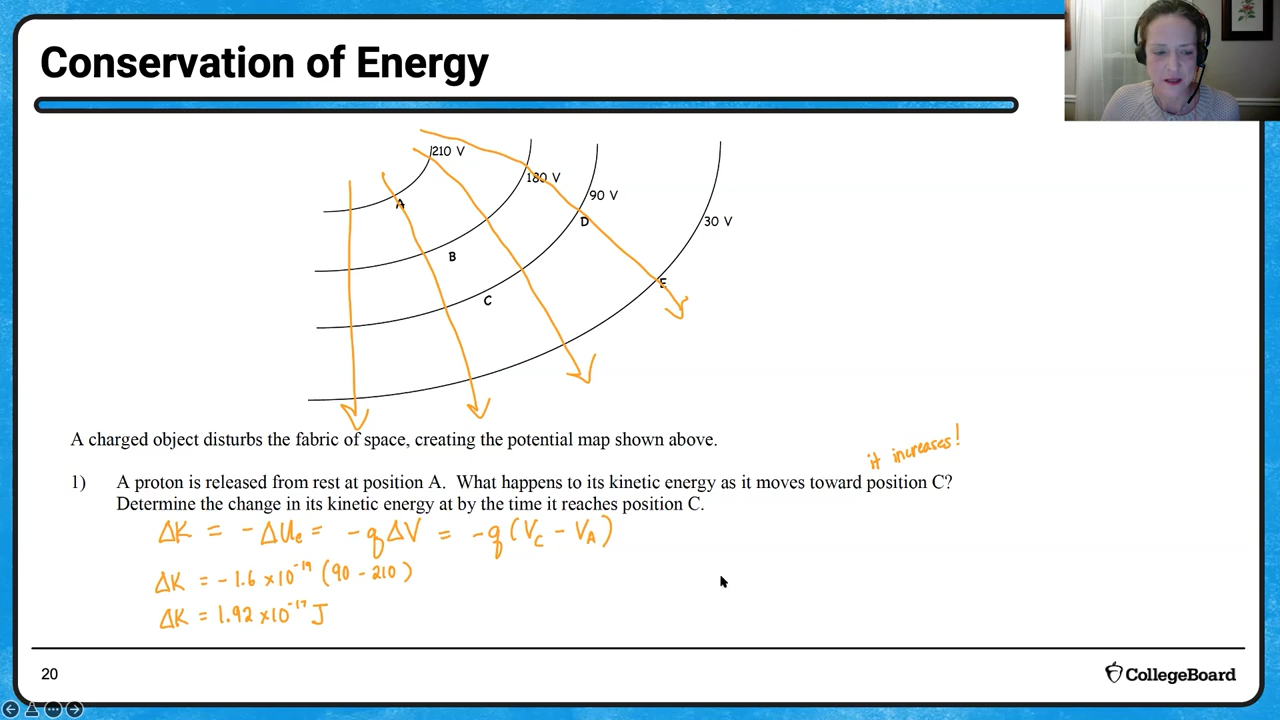 Conservation of Energy
210 V
180 V
90 V
30 V
A
B
C
D
E
A charged object disturbs the fabric of space, creating the potential map shown above.
it increases!
1) A proton is released from rest at position A. What happens to its kinetic energy as it moves toward position C?
Determine the change in its kinetic energy at by the time it reaches position C.
ΔK = -ΔUe = -qΔV = -q(Vc - VA)
ΔK = -1.6 x10⁻¹⁹ (90 - 210)
ΔK = 1.92 x10⁻¹⁷ J
20
CollegeBoard